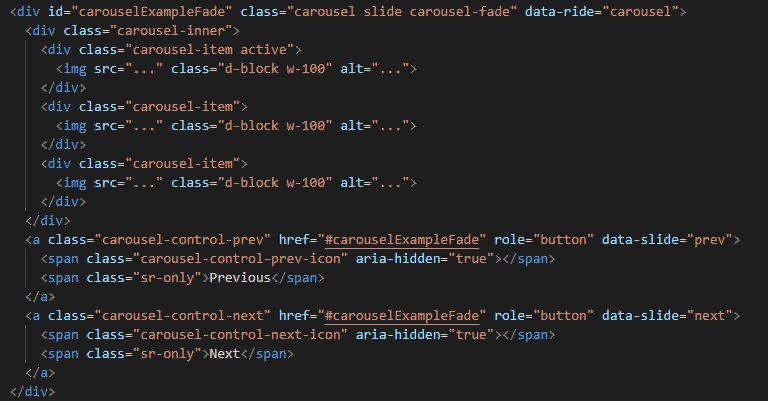 <div id="carouselExampleFade" class="carousel slide carousel-fade" data-ride="carousel">
  <div class="carousel-inner">
    <div class="carousel-item active">
      <img src="..." class="d-block w-100" alt="...">
    </div>
    <div class="carousel-item">
      <img src="..." class="d-block w-100" alt="...">
    </div>
    <div class="carousel-item">
      <img src="..." class="d-block w-100" alt="...">
    </div>
  </div>
  <a class="carousel-control-prev" href="#carouselExampleFade" role="button" data-slide="prev">
    <span class="carousel-control-prev-icon" aria-hidden="true"></span>
    <span class="sr-only">Previous</span>
  </a>
  <a class="carousel-control-next" href="#carouselExampleFade" role="button" data-slide="next">
    <span class="carousel-control-next-icon" aria-hidden="true"></span>
    <span class="sr-only">Next</span>
  </a>
</div>